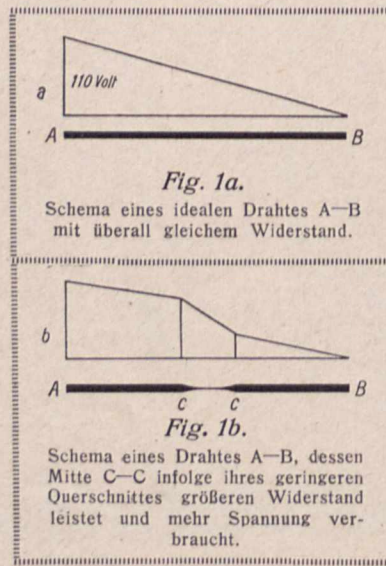 110 Volt
a
A B
Fig. 1a.
Schema eines idealen Drahtes A—B
mit überall gleichem Widerstand.
b
A B
c c
Fig. 1b.
Schema eines Drahtes A—B, dessen
Mitte C—C infolge ihres geringeren
Querschnittes größeren Widerstand
leistet und mehr Spannung ver-
braucht.